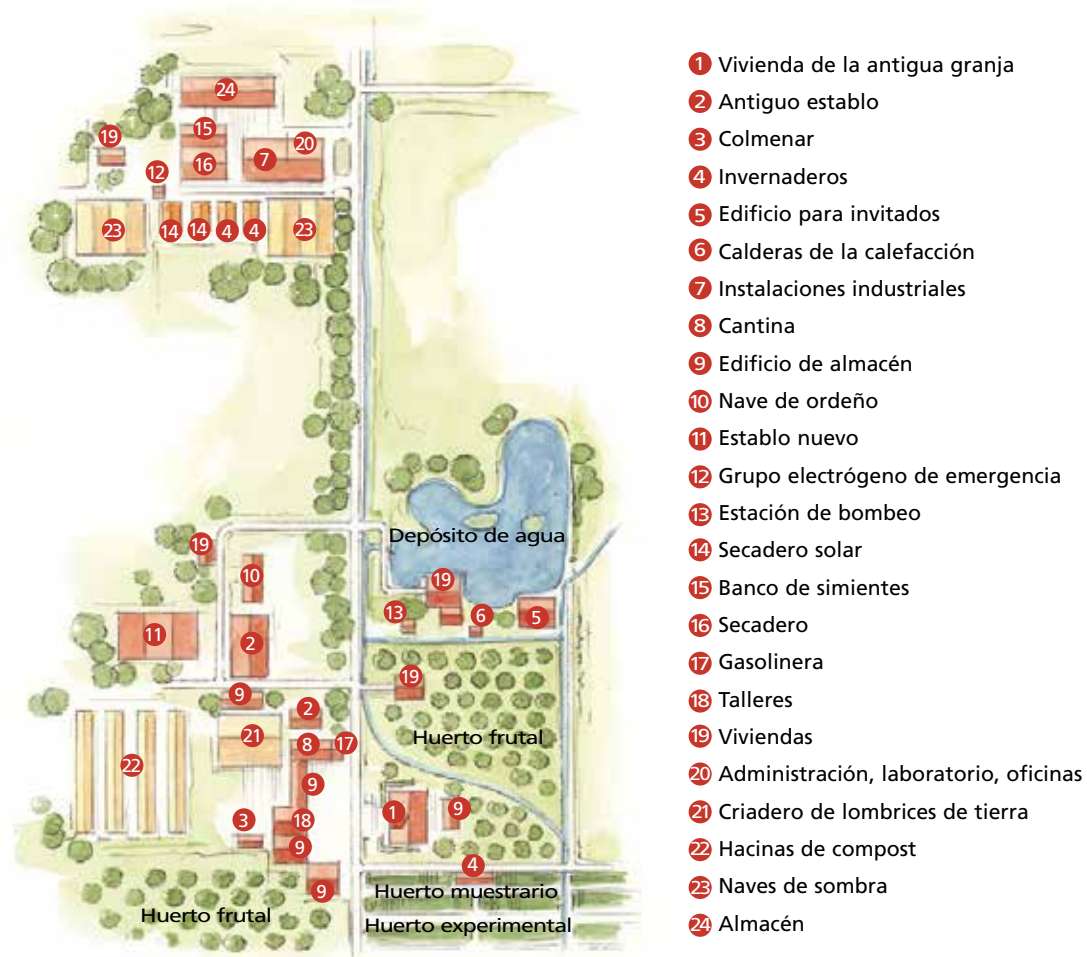 24
15
19
20
16
7
12
23
14
14
4
4
23
Depósito de agua
19
19
10
13
6
5
11
2
19
9
2
21
8
17
Huerto frutal
22
9
1
9
3
18
9
4
9
Huerto muestrario
Huerto frutal
Huerto experimental
1 Vivienda de la antigua granja
2 Antiguo establo
3 Colmenar
4 Invernaderos
5 Edificio para invitados
6 Calderas de la calefacción
7 Instalaciones industriales
8 Cantina
9 Edificio de almacén
10 Nave de ordeño
11 Establo nuevo
12 Grupo electrógeno de emergencia
13 Estación de bombeo
14 Secadero solar
15 Banco de simientes
16 Secadero
17 Gasolinera
18 Talleres
19 Viviendas
20 Administración, laboratorio, oficinas
21 Criadero de lombrices de tierra
22 Hacinas de compost
23 Naves de sombra
24 Almacén